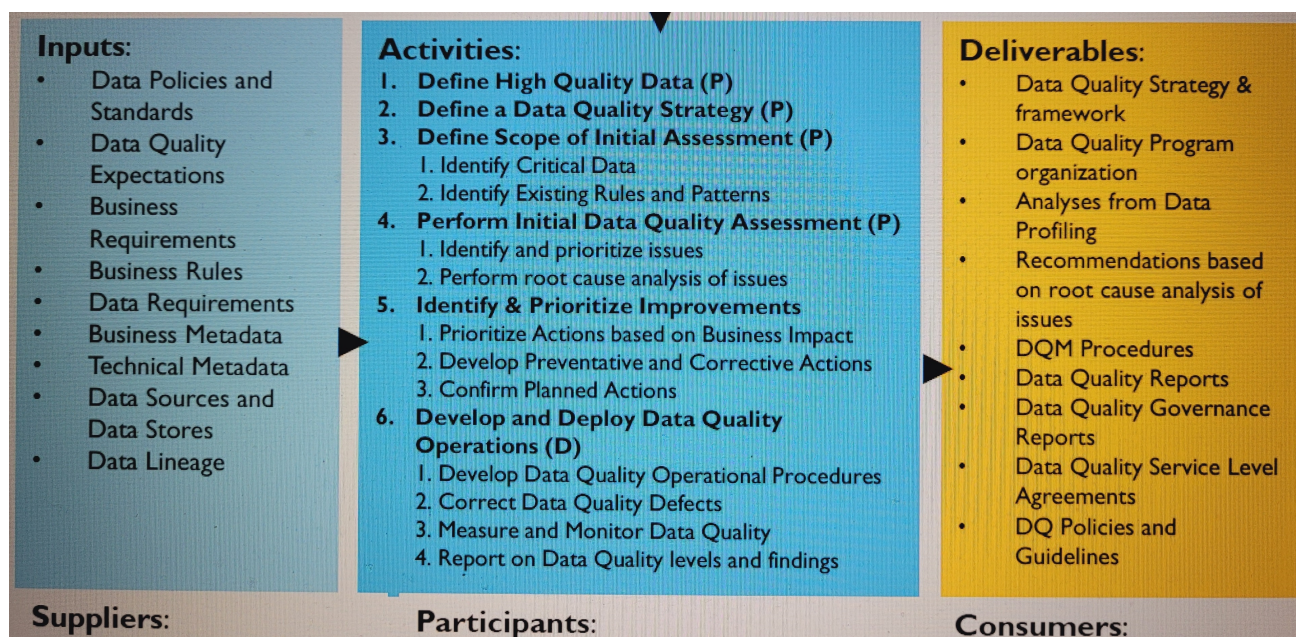 Inputs:
• Data Policies and
Standards
• Data Quality
Expectations
• Business
Requirements
• Business Rules
• Data Requirements
• Business Metadata
• Technical Metadata
• Data Sources and
Data Stores
• Data Lineage
Activities:
1. Define High Quality Data (P)
2. Define a Data Quality Strategy (P)
3. Define Scope of Initial Assessment (P)
1. Identify Critical Data
2. Identify Existing Rules and Patterns
4. Perform Initial Data Quality Assessment (P)
1. Identify and prioritize issues
2. Perform root cause analysis of issues
5. Identify & Prioritize Improvements
1. Prioritize Actions based on Business Impact
2. Develop Preventative and Corrective Actions
3. Confirm Planned Actions
6. Develop and Deploy Data Quality
Operations (D)
1. Develop Data Quality Operational Procedures
2. Correct Data Quality Defects
3. Measure and Monitor Data Quality
4. Report on Data Quality levels and findings
Deliverables:
• Data Quality Strategy &
framework
• Data Quality Program
organization
• Analyses from Data
Profiling
• Recommendations based
on root cause analysis of
issues
• DQM Procedures
• Data Quality Reports
• Data Quality Governance
Reports
• Data Quality Service Level
Agreements
• DQ Policies and
Guidelines
Suppliers:
Participants:
Consumers: